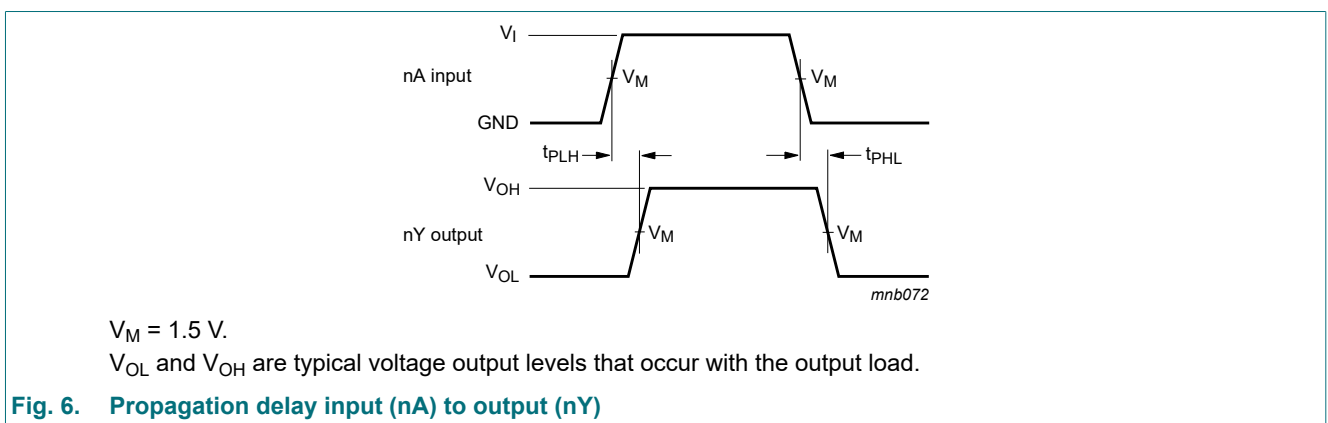 V_I
nA input
V_M
V_M
GND
t_PLH
t_PHL
V_OH
nY output
V_M
V_M
V_OL
mnb072
V_M = 1.5 V.
V_OL and V_OH are typical voltage output levels that occur with the output load.
Fig. 6. Propagation delay input (nA) to output (nY)